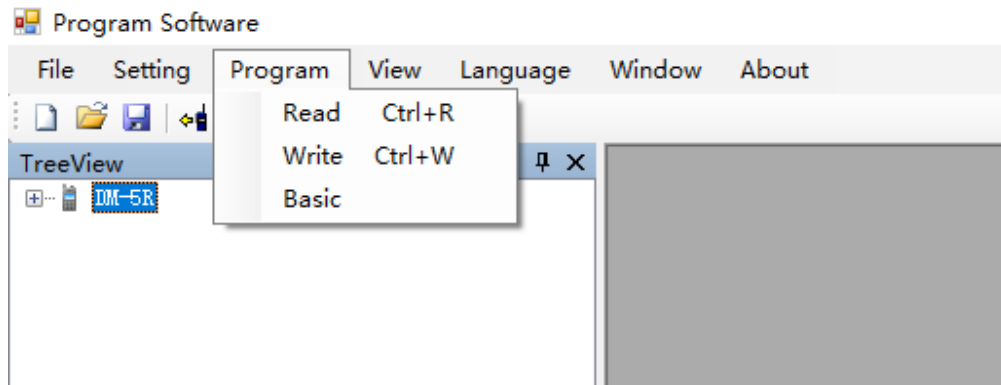 Program Software
File Setting Program View Language Window About
Read Ctrl+R
TreeView
Write Ctrl+W
DM-5R
Basic